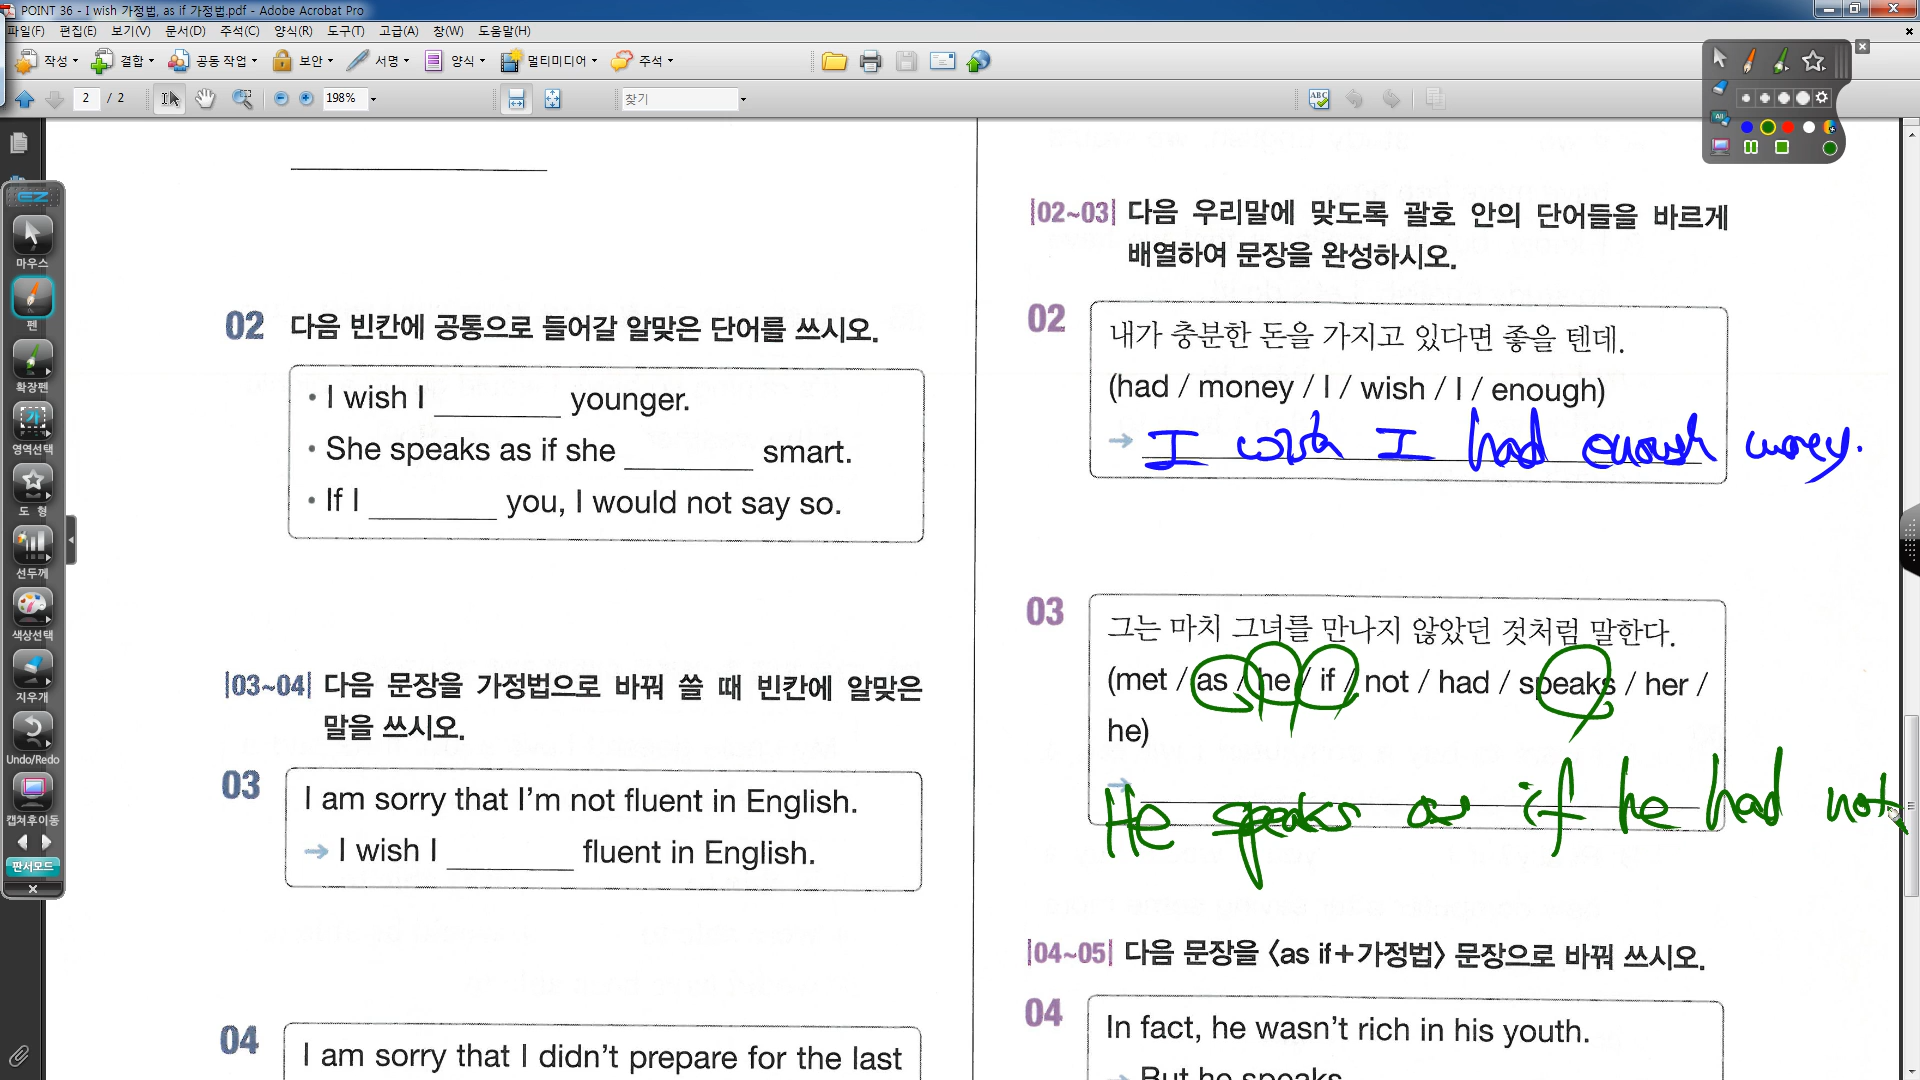 POINT 36 - I wish 가정법, as if 가정법.pdf - Adobe Acrobat Pro
파일(F) 편집(E) 보기(V) 문서(D) 주석(C) 양식(R) 도구(T) 고급(A) 창(W) 도움말(H)
작성 결합 공동 작업 보안 서명 양식 멀티미디어 주석
2 / 2 198% 찾기
EZ
마우스
펜
확장펜
영역선택
도 형
선두께
색상선택
지우개
Undo/Redo
캡쳐후이동
판서모드
02 다음 빈칸에 공통으로 들어갈 알맞은 단어를 쓰시오.
• I wish I ________ younger.
• She speaks as if she ________ smart.
• If I ________ you, I would not say so.
|03~04| 다음 문장을 가정법으로 바꿔 쓸 때 빈칸에 알맞은
말을 쓰시오.
03 I am sorry that I'm not fluent in English.
→ I wish I ________ fluent in English.
04 I am sorry that I didn't prepare for the last
|02~03| 다음 우리말에 맞도록 괄호 안의 단어들을 바르게
배열하여 문장을 완성하시오.
02 내가 충분한 돈을 가지고 있다면 좋을 텐데.
(had / money / I / wish / I / enough)
→ I wish I had enough money.
03 그는 마치 그녀를 만나지 않았던 것처럼 말한다.
(met / as / he / if / not / had / speaks / her /
he)
→ He speaks as if he had not
|04~05| 다음 문장을 〈as if+가정법〉 문장으로 바꿔 쓰시오.
04 In fact, he wasn't rich in his youth.
→ But he speaks